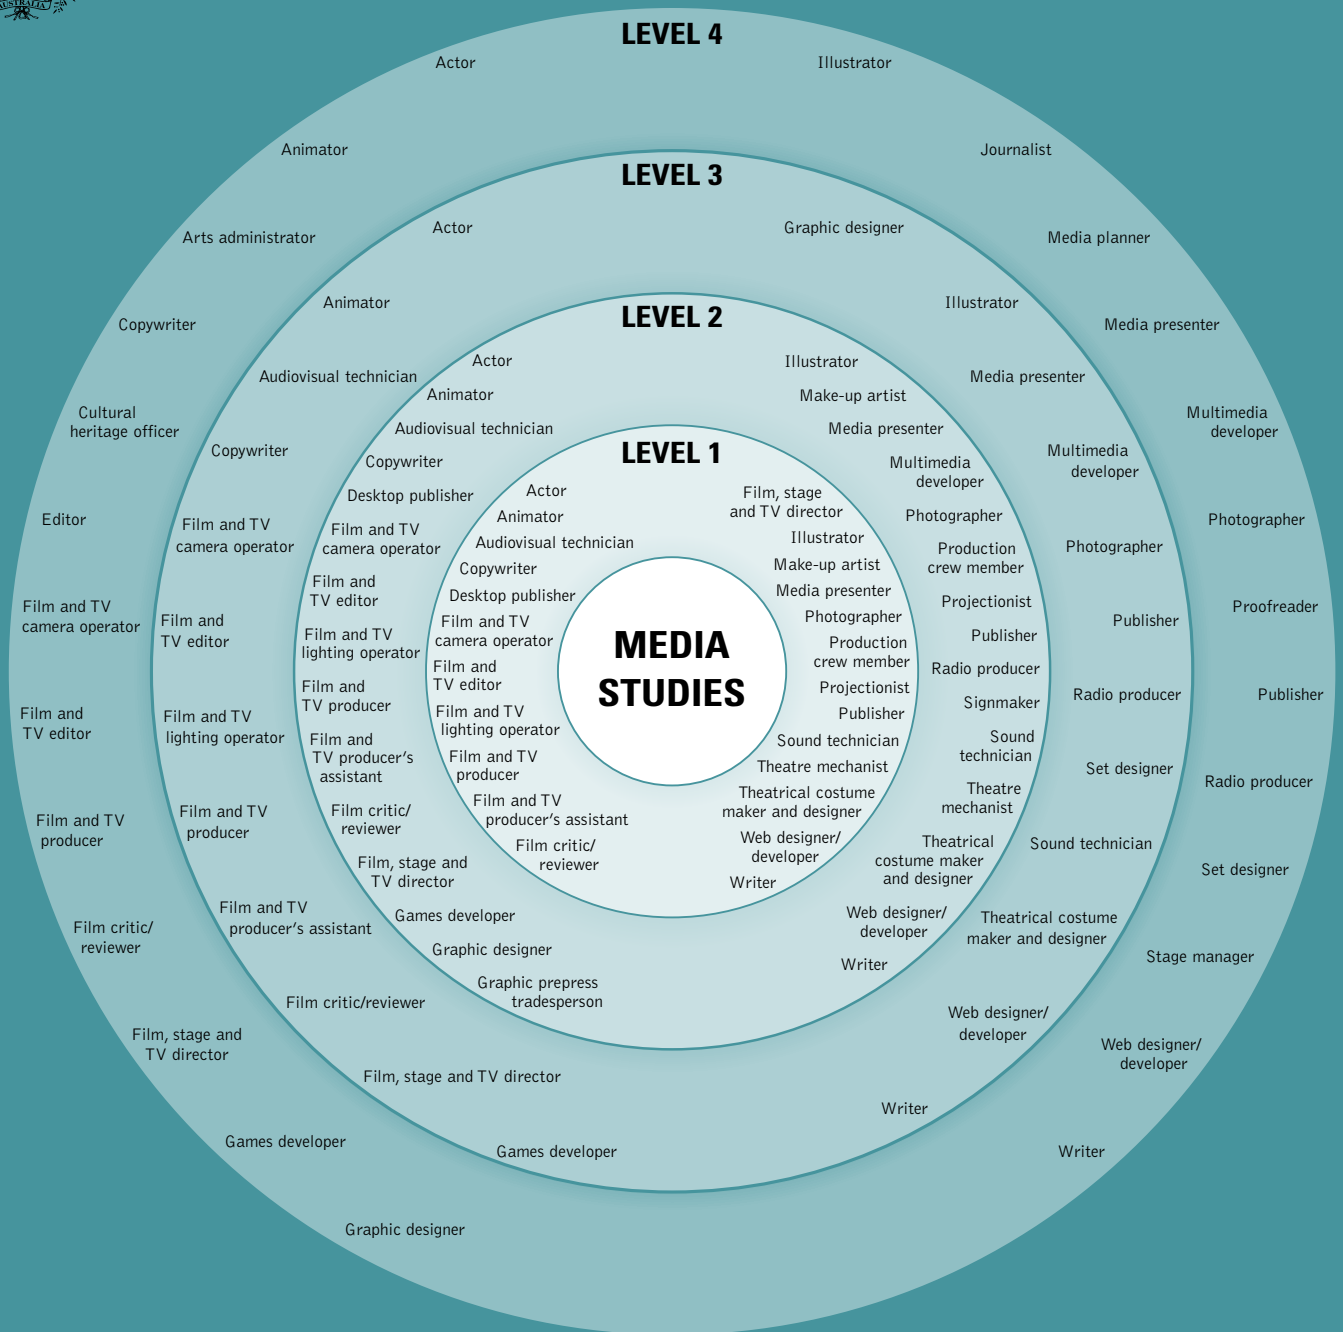 AUSTRALIA
LEVEL 4
Actor
Animator
Arts administrator
Copywriter
Cultural
heritage officer
Editor
Film and TV
camera operator
Film and
TV editor
Film and TV
producer
Film critic/
reviewer
Film, stage and
TV director
Games developer
Graphic designer
Illustrator
Journalist
Media planner
Media presenter
Multimedia
developer
Photographer
Proofreader
Publisher
Radio producer
Set designer
Stage manager
Web designer/
developer
Writer
LEVEL 3
Actor
Animator
Audiovisual technician
Copywriter
Film and TV
camera operator
Film and
TV editor
Film and TV
lighting operator
Film and TV
producer
Film and TV
producer's assistant
Film critic/reviewer
Film, stage and TV director
Games developer
Graphic designer
Illustrator
Media presenter
Multimedia
developer
Photographer
Publisher
Radio producer
Set designer
Sound technician
Theatrical costume
maker and designer
Web designer/
developer
Writer
LEVEL 2
Actor
Animator
Audiovisual technician
Copywriter
Desktop publisher
Film and TV
camera operator
Film and
TV editor
Film and TV
lighting operator
Film and
TV producer
Film and
TV producer's
assistant
Film critic/
reviewer
Film, stage and
TV director
Games developer
Graphic designer
Graphic prepress
tradesperson
Illustrator
Make-up artist
Media presenter
Multimedia
developer
Photographer
Production
crew member
Projectionist
Publisher
Radio producer
Signmaker
Sound
technician
Theatre
mechanist
Theatrical
costume maker
and designer
Web designer/
developer
Writer
LEVEL 1
Actor
Animator
Audiovisual technician
Copywriter
Desktop publisher
Film and TV
camera operator
Film and
TV editor
Film and TV
lighting operator
Film and TV
producer
Film and TV
producer's assistant
Film critic/
reviewer
Film, stage
and TV director
Illustrator
Make-up artist
Media presenter
Photographer
Production
crew member
Projectionist
Publisher
Sound technician
Theatre mechanist
Theatrical costume
maker and designer
Web designer/
developer
Writer
MEDIA
STUDIES